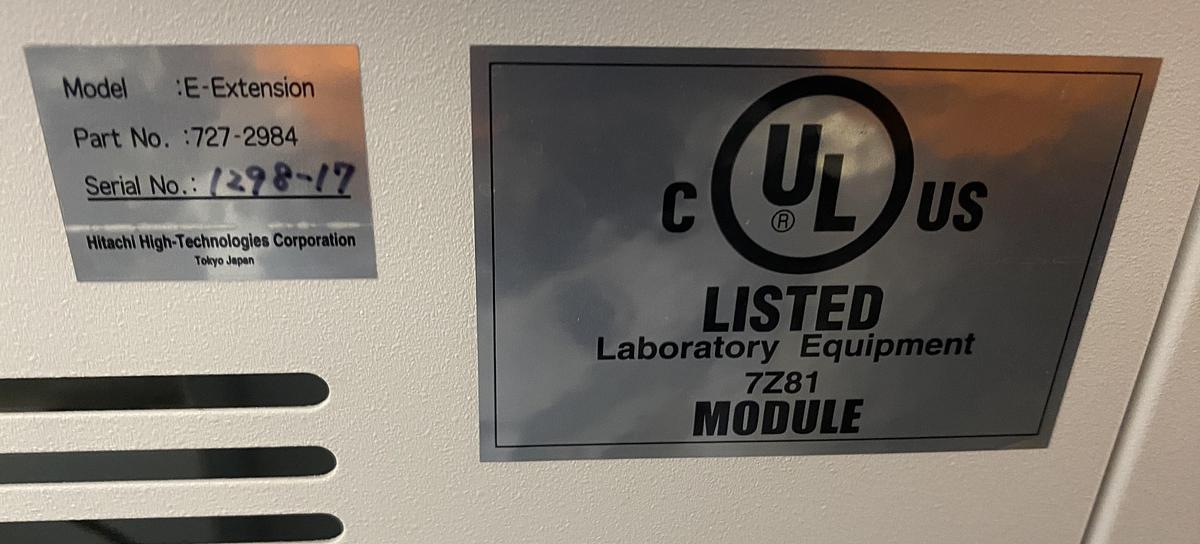 Model :E-Extension
Part No. :727-2984
Serial No.: 1298-17
Hitachi High-Technologies Corporation
Tokyo Japan
C UL® US
LISTED
Laboratory Equipment
7Z81
MODULE